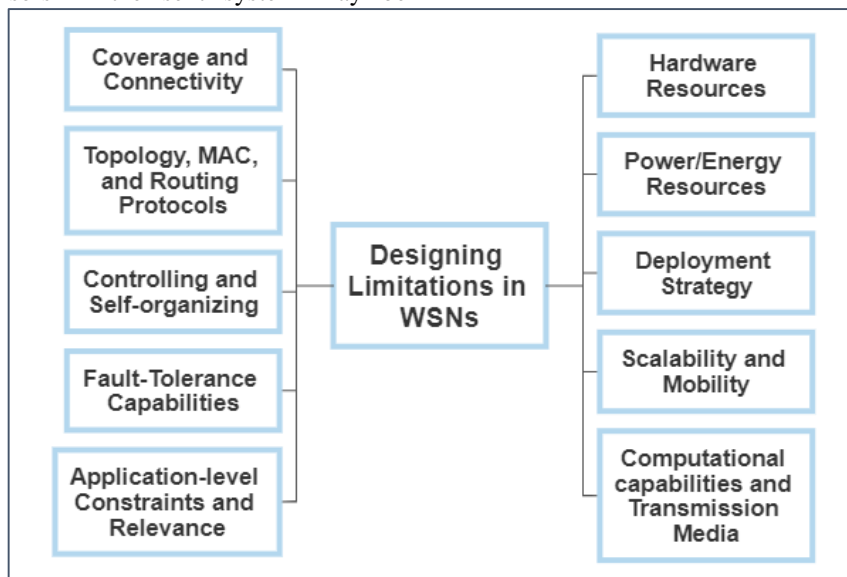 Coverage and
Connectivity
Topology, MAC,
and Routing
Protocols
Controlling and
Self-organizing
Fault-Tolerance
Capabilities
Application-level
Constraints and
Relevance
Designing
Limitations in
WSNs
Hardware
Resources
Power/Energy
Resources
Deployment
Strategy
Scalability and
Mobility
Computational
capabilities and
Transmission
Media